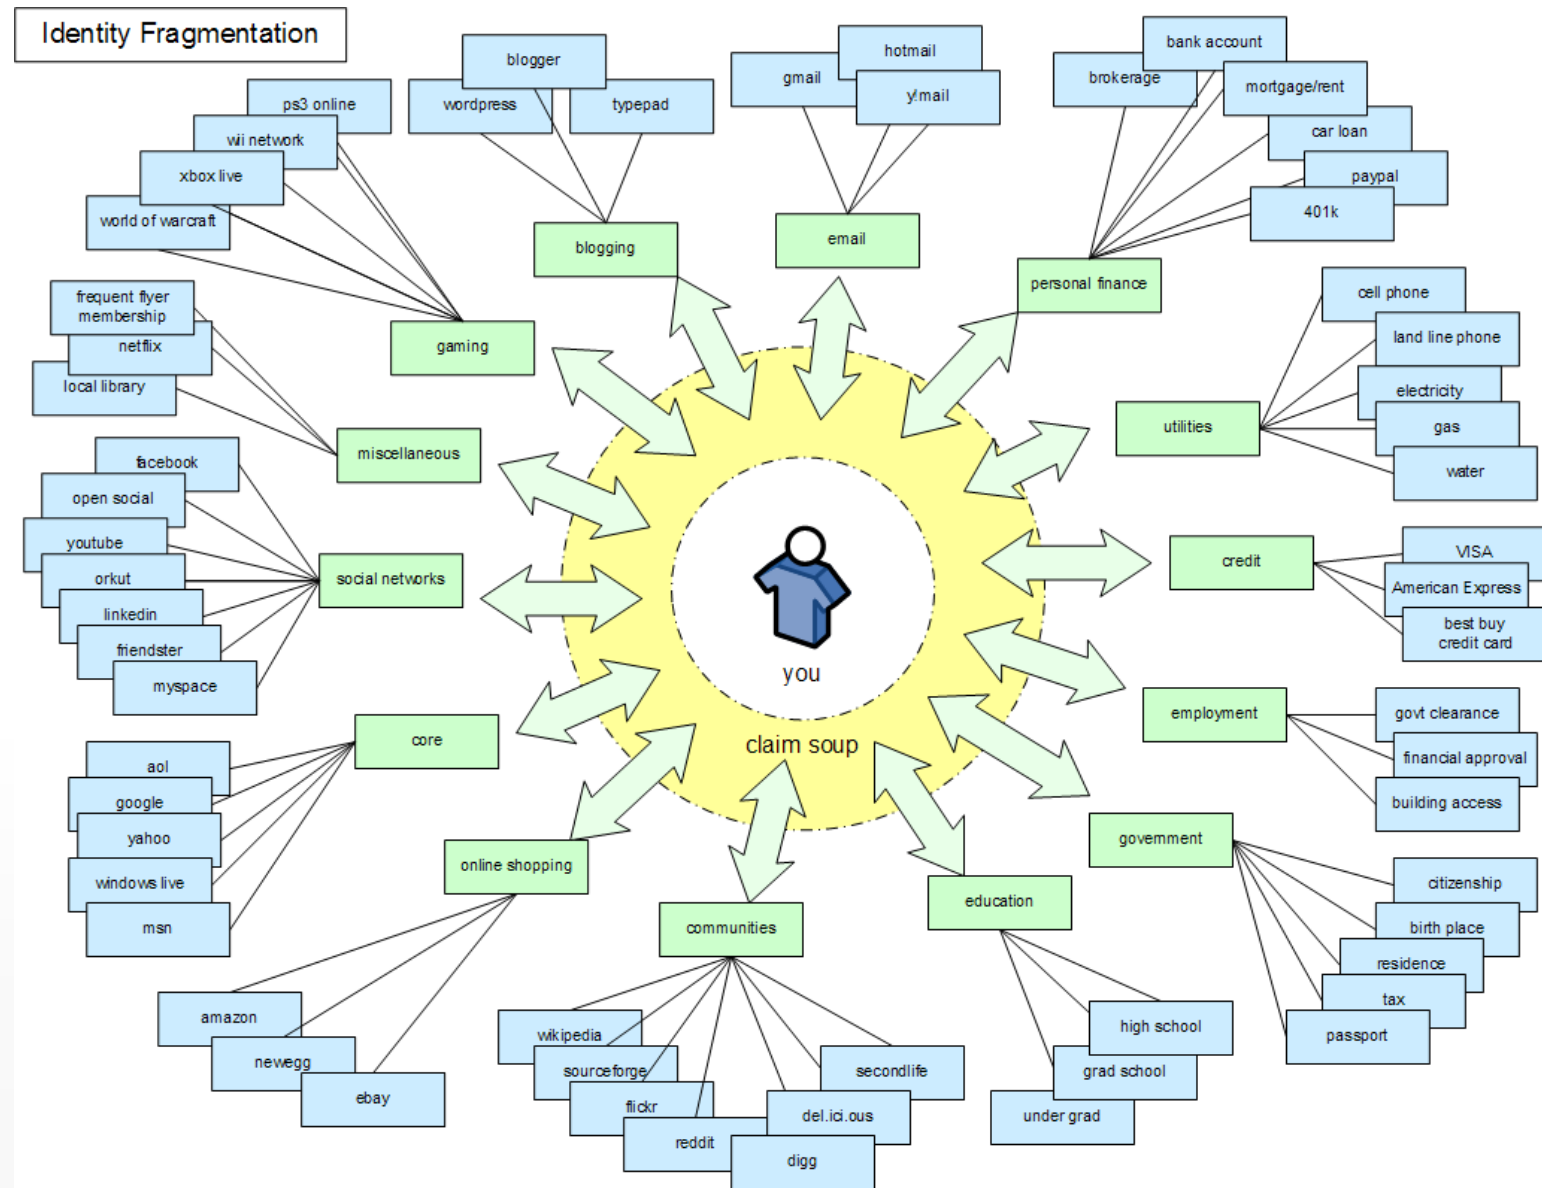 Identity Fragmentation
blogger
wordpress
typepad
hotmail
gmail
y!mail
bank account
brokerage
mortgage/rent
car loan
paypal
401k
ps3 online
wii network
xbox live
world of warcraft
blogging
email
personal finance
frequent flyer
membership
netflix
local library
gaming
cell phone
land line phone
electricity
gas
water
utilities
miscellaneous
facebook
open social
youtube
orkut
linkedin
friendster
myspace
social networks
credit
VISA
American Express
best buy
credit card
you
claim soup
employment
govt clearance
financial approval
building access
core
aol
google
yahoo
windows live
msn
government
citizenship
birth place
residence
tax
passport
online shopping
amazon
newegg
ebay
communities
wikipedia
sourceforge
flickr
reddit
digg
del.ici.ous
secondlife
education
high school
grad school
under grad